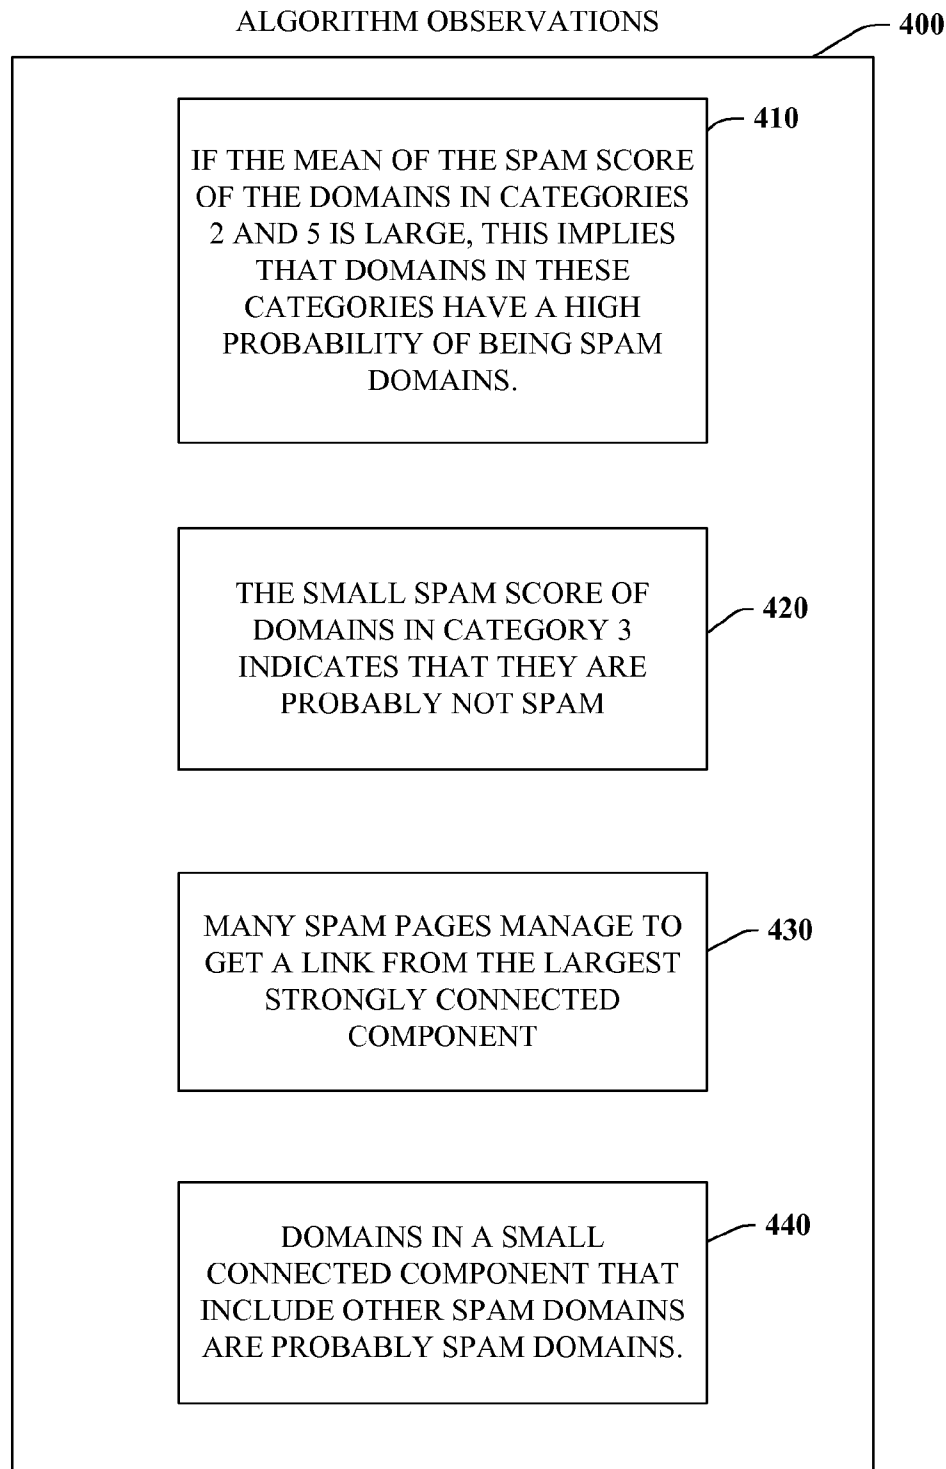 ALGORITHM OBSERVATIONS
400
410
IF THE MEAN OF THE SPAM SCORE
OF THE DOMAINS IN CATEGORIES
2 AND 5 IS LARGE, THIS IMPLIES
THAT DOMAINS IN THESE
CATEGORIES HAVE A HIGH
PROBABILITY OF BEING SPAM
DOMAINS.
420
THE SMALL SPAM SCORE OF
DOMAINS IN CATEGORY 3
INDICATES THAT THEY ARE
PROBABLY NOT SPAM
430
MANY SPAM PAGES MANAGE TO
GET A LINK FROM THE LARGEST
STRONGLY CONNECTED
COMPONENT
440
DOMAINS IN A SMALL
CONNECTED COMPONENT THAT
INCLUDE OTHER SPAM DOMAINS
ARE PROBABLY SPAM DOMAINS.